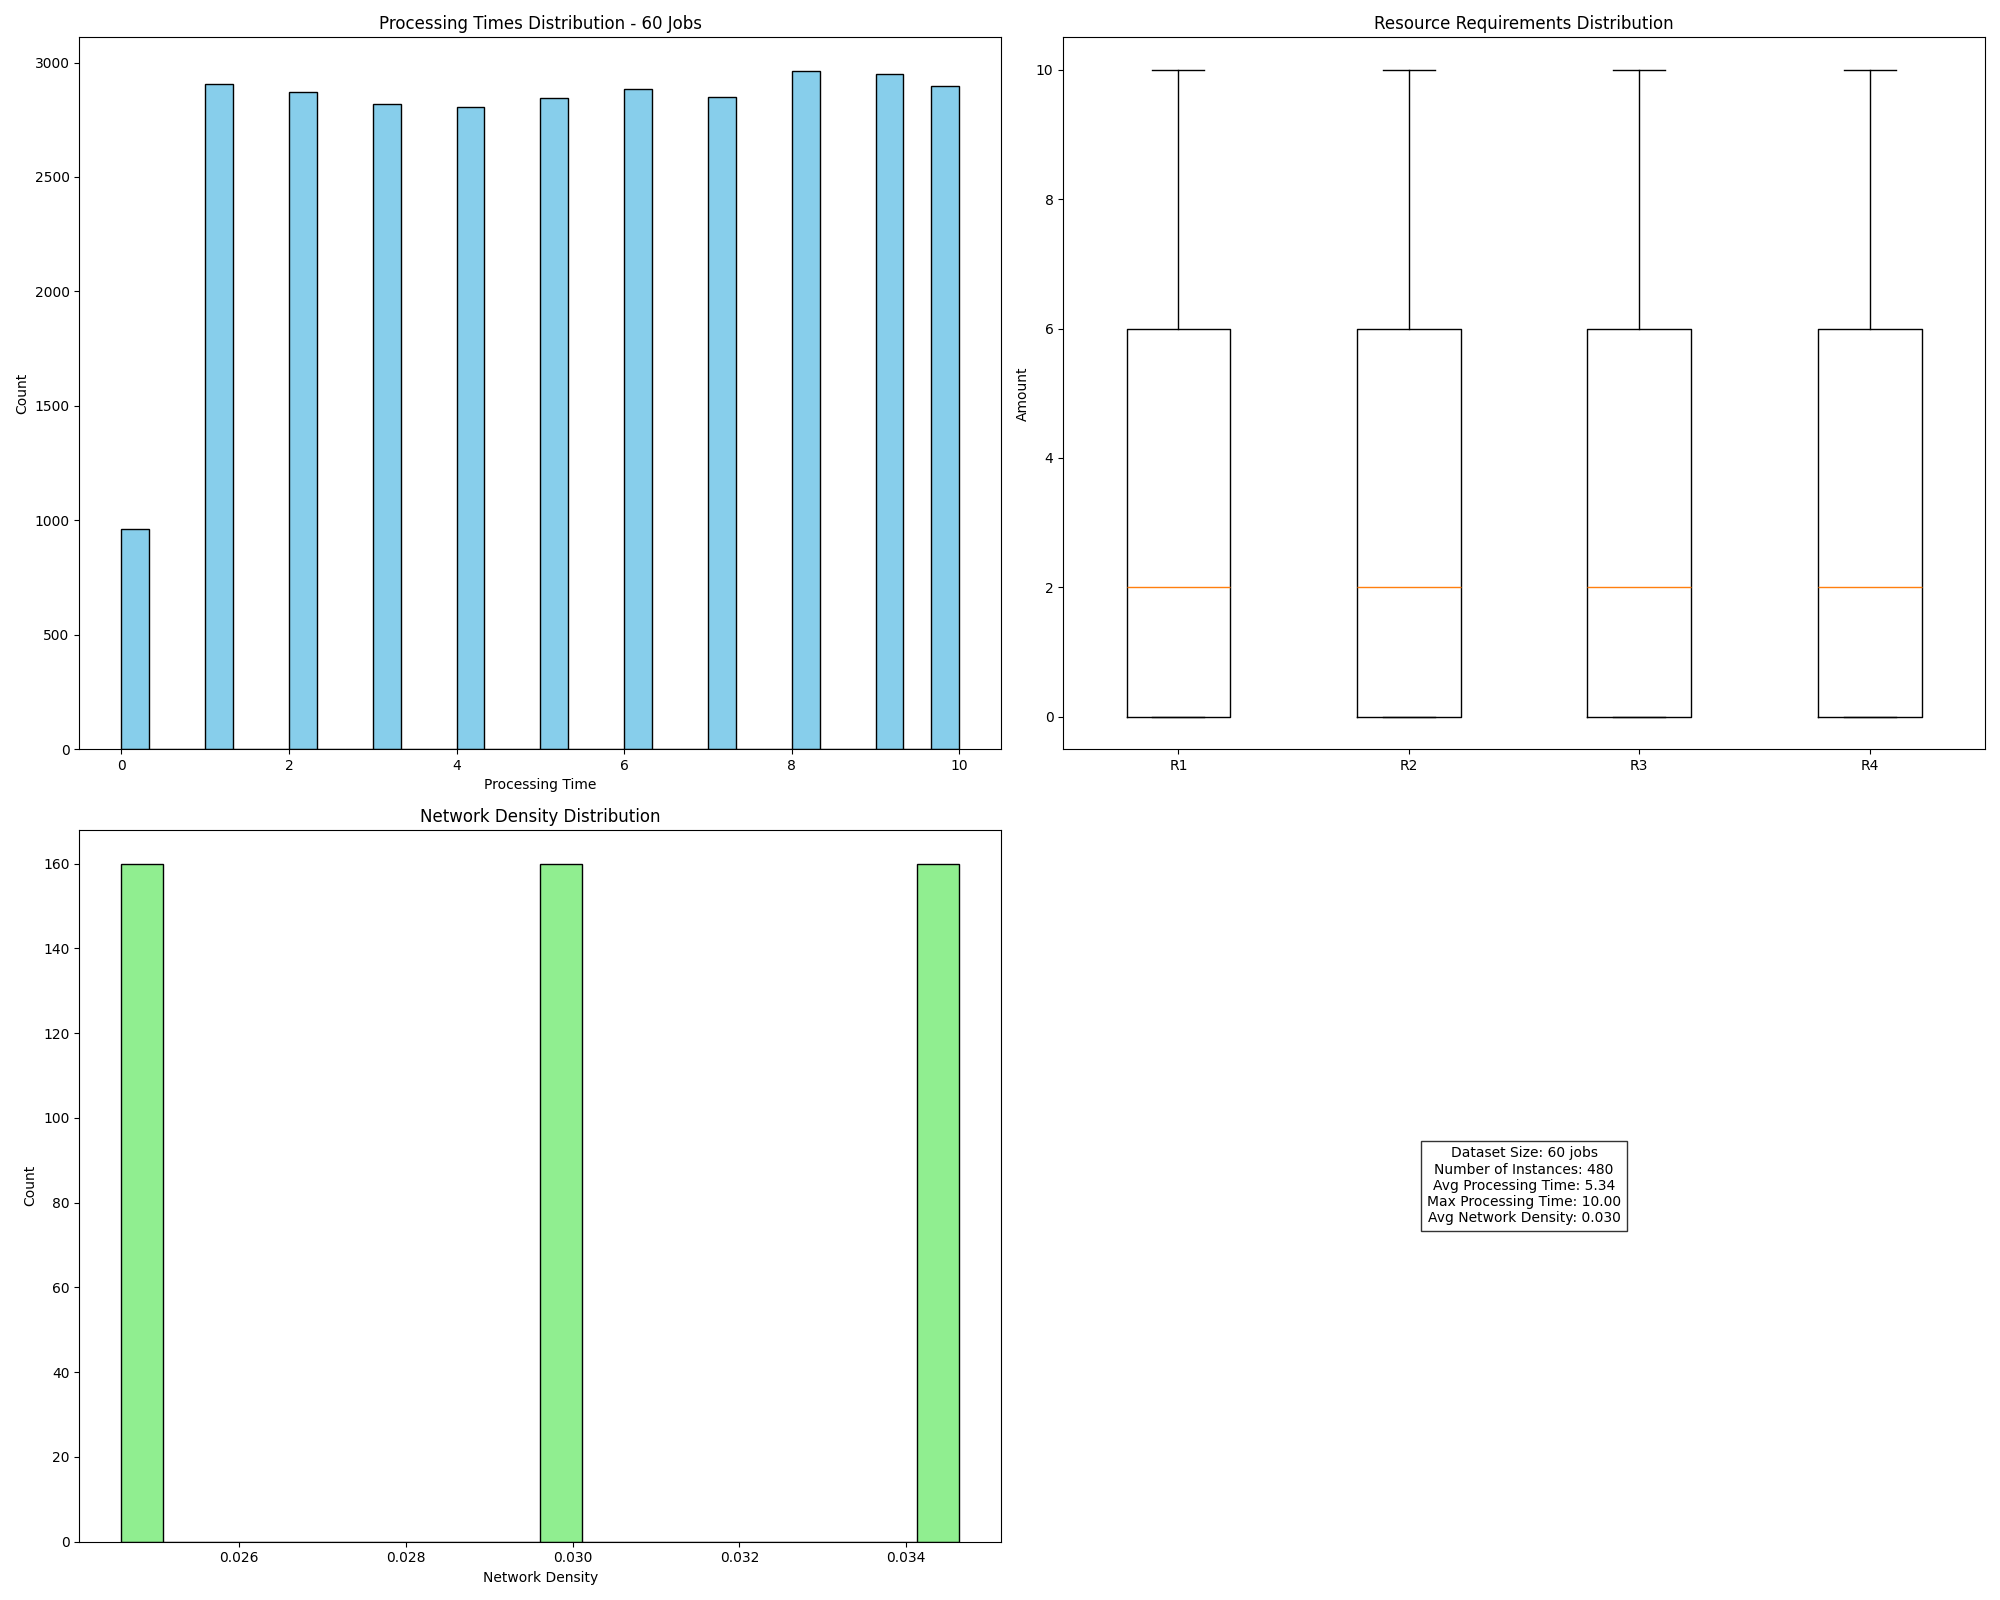 Processing Times Distribution - 60 Jobs
Count
3000
2500
2000
1500
1000
500
0
0 2 4 6 8 10
Processing Time
Resource Requirements Distribution
Amount
10
8
6
4
2
0
R1 R2 R3 R4
Network Density Distribution
Count
160
140
120
100
80
60
40
20
0
0.026 0.028 0.030 0.032 0.034
Network Density
Dataset Size: 60 jobs
Number of Instances: 480
Avg Processing Time: 5.34
Max Processing Time: 10.00
Avg Network Density: 0.030